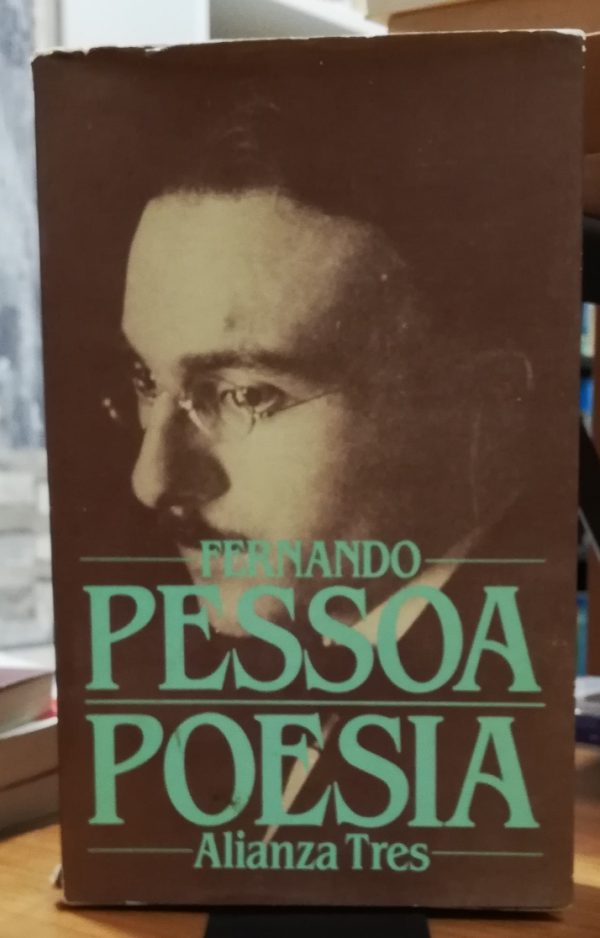 FERNANDO
PESSOA
POESIA
Alianza Tres